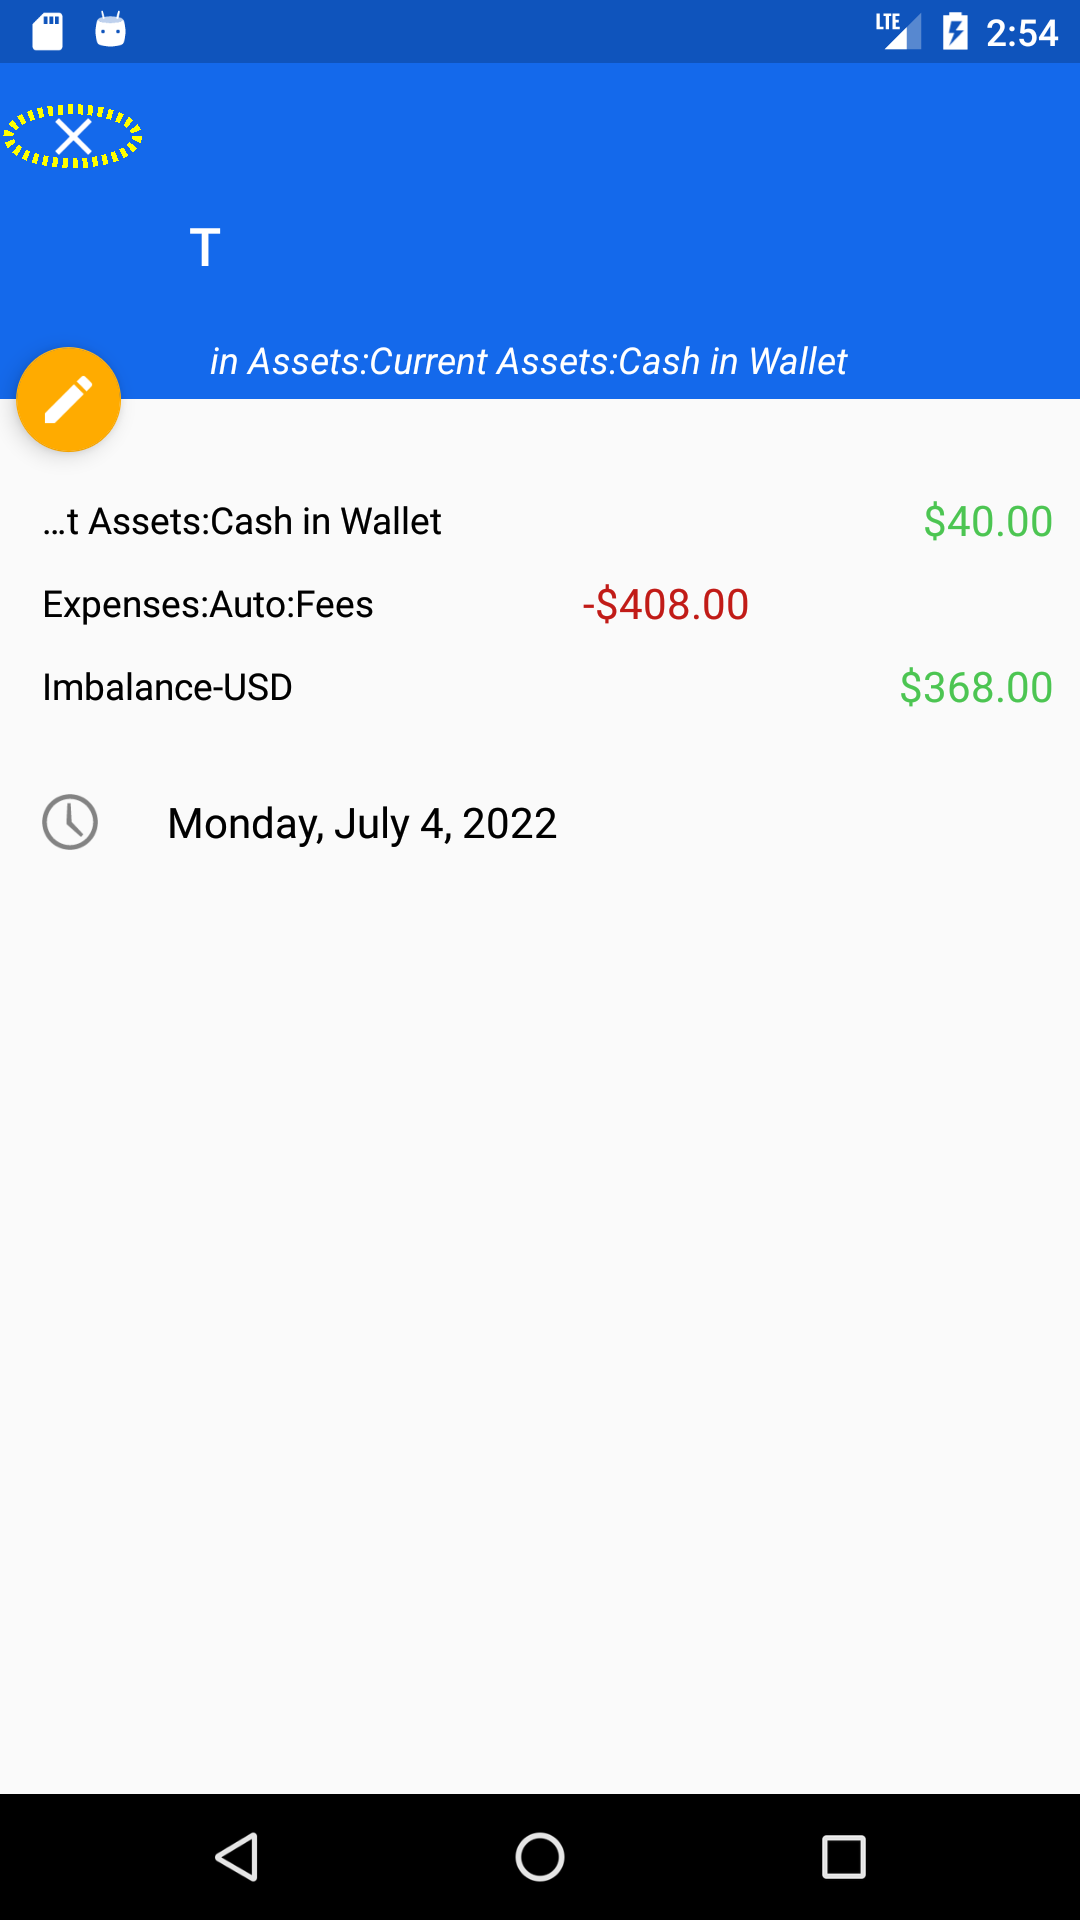 LTE 2:54
T
in Assets:Current Assets:Cash in Wallet
…t Assets:Cash in Wallet $40.00
Expenses:Auto:Fees -$408.00
Imbalance-USD $368.00
Monday, July 4, 2022